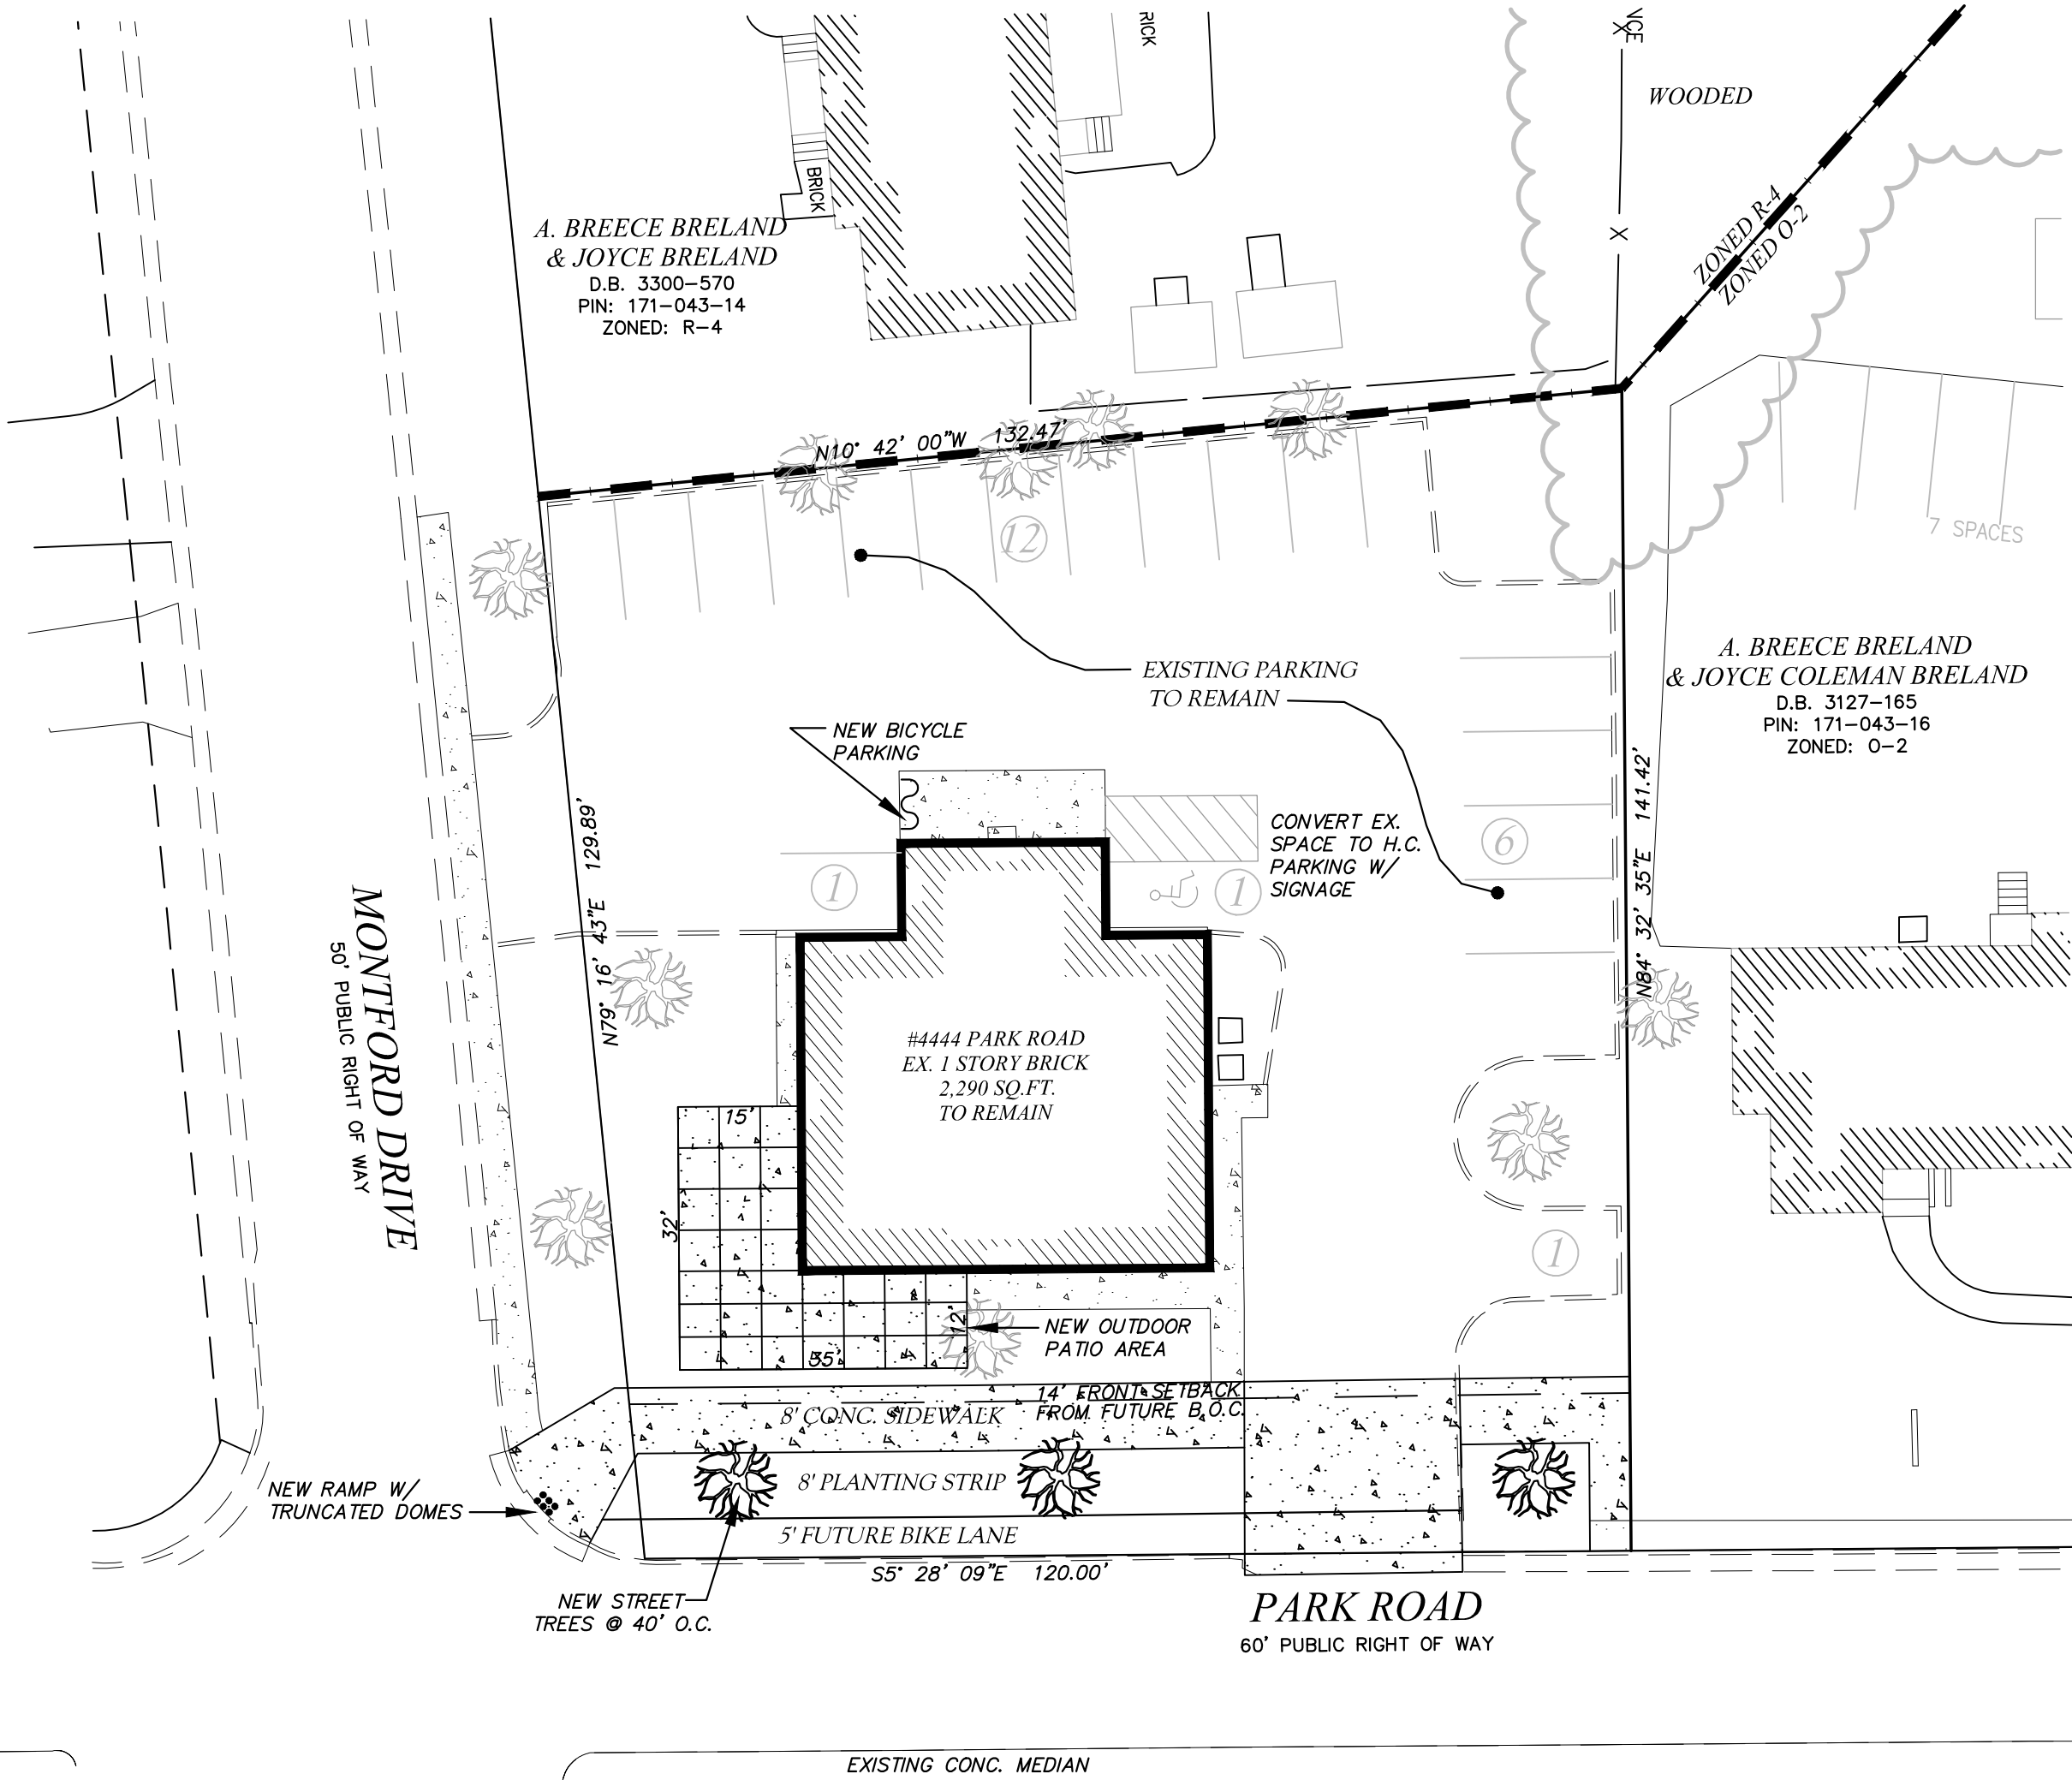 RICK
NCE
X
WOODED
BRICK
A. BREECE BRELAND
& JOYCE BRELAND
D.B. 3300-570
PIN: 171-043-14
ZONED: R-4
X
ZONED R-4
ZONED O-2
N10° 42' 00"W 132.47'
12
7 SPACES
EXISTING PARKING
TO REMAIN
A. BREECE BRELAND
& JOYCE COLEMAN BRELAND
D.B. 3127-165
PIN: 171-043-16
ZONED: O-2
NEW BICYCLE
PARKING
N79° 16' 43"E 129.89'
N84° 32' 35"E 141.42'
CONVERT EX.
SPACE TO H.C.
PARKING W/
SIGNAGE
6
1
1
MONTFORD DRIVE
50' PUBLIC RIGHT OF WAY
#4444 PARK ROAD
EX. 1 STORY BRICK
2,290 SQ.FT.
TO REMAIN
15'
32'
1
12'
35'
NEW OUTDOOR
PATIO AREA
14' FRONT SETBACK
FROM FUTURE B.O.C.
8' CONC. SIDEWALK
8' PLANTING STRIP
5' FUTURE BIKE LANE
NEW RAMP W/
TRUNCATED DOMES
S5° 28' 09"E 120.00'
NEW STREET
TREES @ 40' O.C.
PARK ROAD
60' PUBLIC RIGHT OF WAY
EXISTING CONC. MEDIAN